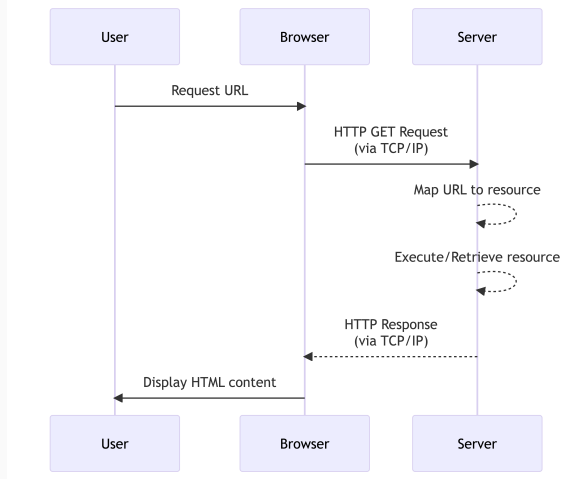 User
Browser
Server
Request URL
HTTP GET Request
(via TCP/IP)
Map URL to resource
Execute/Retrieve resource
HTTP Response
(via TCP/IP)
Display HTML content
User
Browser
Server